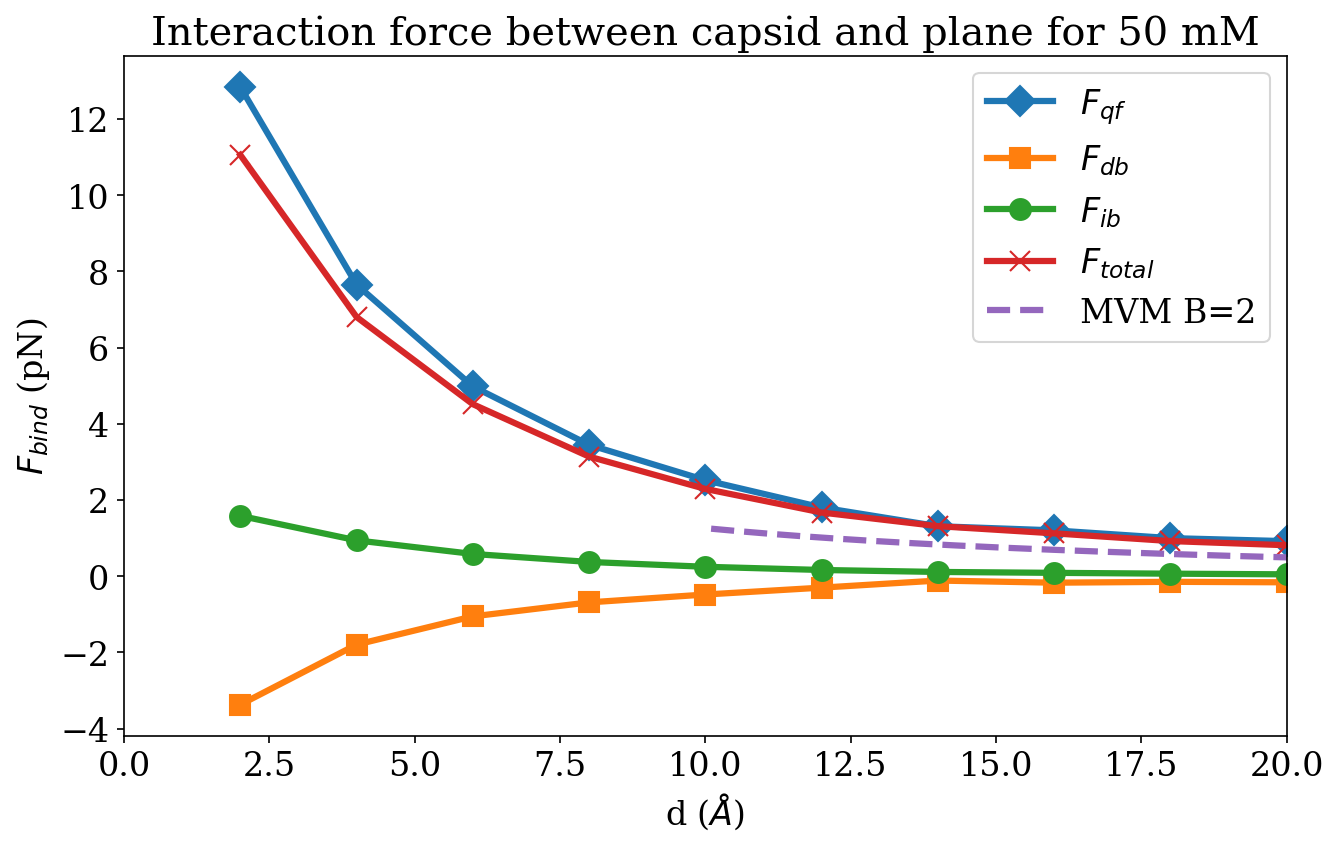 Interaction force between capsid and plane for 50 mM
F_bind (pN)
12
10
8
6
4
2
0
−2
−4
F_qf
F_db
F_ib
F_total
MVM B=2
0.0 2.5 5.0 7.5 10.0 12.5 15.0 17.5 20.0
d (Å)